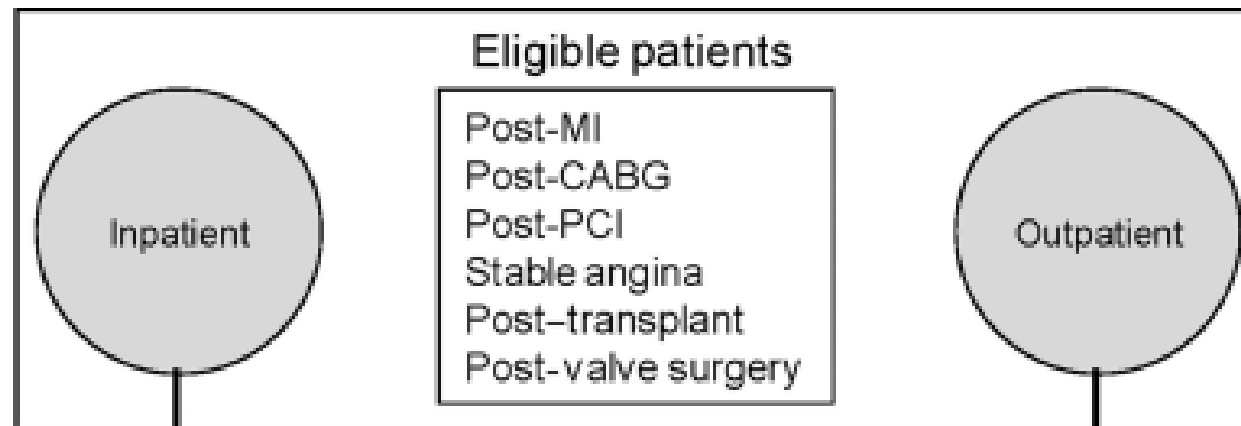 Eligible patients
Inpatient
Post-MI
Post-CABG
Post-PCI
Stable angina
Post–transplant
Post-valve surgery
Outpatient